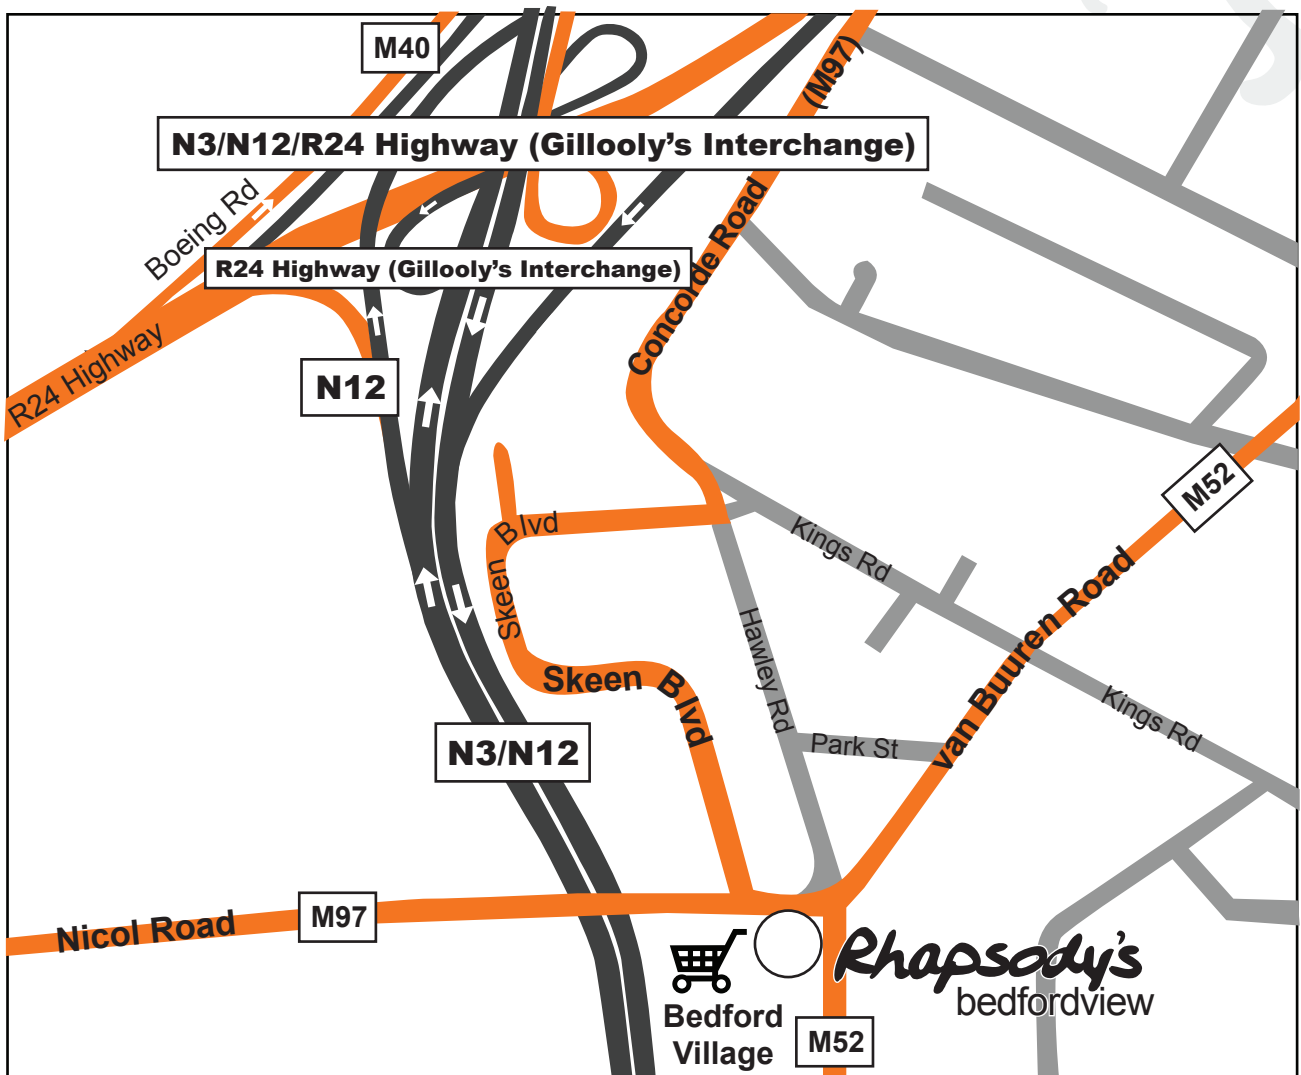 M40
(M97)
N3/N12/R24 Highway (Gillooly's Interchange)
Boeing Rd
Concorde Road
R24 Highway (Gillooly's Interchange)
R24 Highway
N12
M52
Skeen Blvd
Kings Rd
van Buuren Road
Hawley Rd
Skeen Blvd
Kings Rd
Park St
N3/N12
Nicol Road
M97
Rhapsody's
bedfordview
Bedford
Village
M52